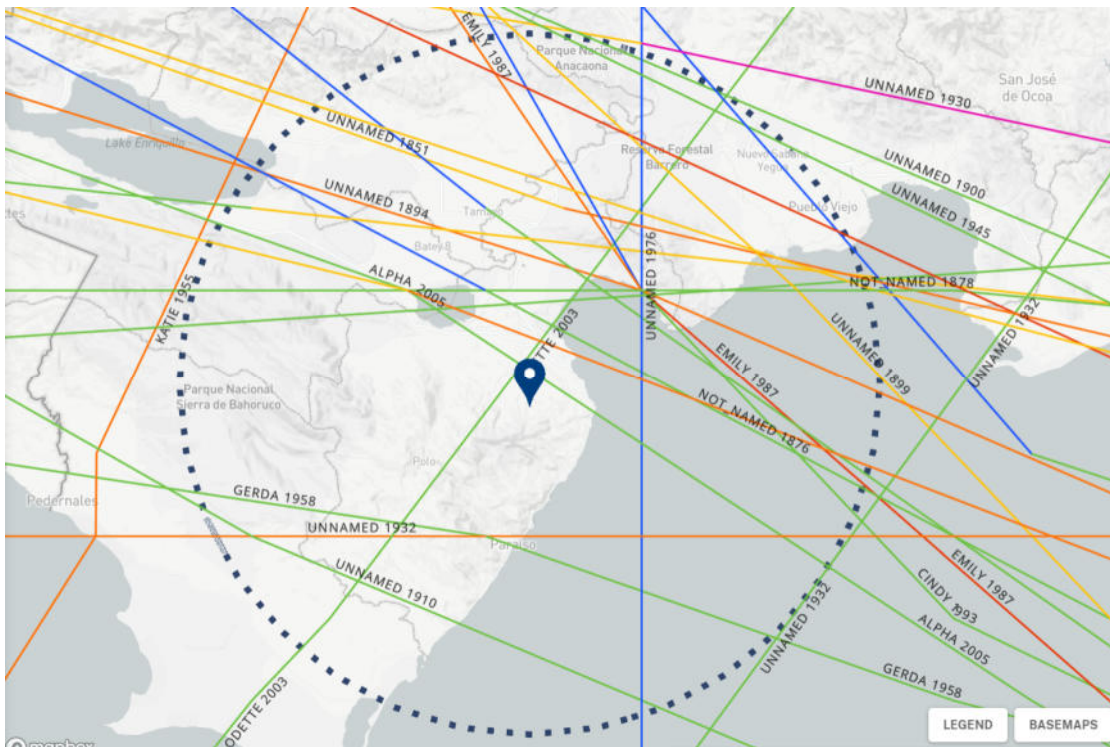 EMILY 1987
Parque Nacional
Anacaona
San José
de Ocoa
UNNAMED 1930
UNNAMED 1851
Lake Enriquillo
Reserva Forestal
Barrero
Nuevo Sabana
Yegua
UNNAMED 1900
UNNAMED 1894
Tamayo
Pueblo Viejo
UNNAMED 1945
Batey 8
UNNAMED 1976
ALPHA 2005
NOT_NAMED 1878
KATIE 1955
UNNAMED 1932
UNNAMED 1899
EMILY 1987
Parque Nacional
Sierra de Bahoruco
NOT_NAMED 1876
Polo
Pedernales
GERDA 1958
UNNAMED 1932
Paraíso
UNNAMED 1910
EMILY 1987
CINDY 1993
UNNAMED 1932
ALPHA 2005
GERDA 1958
ODETTE 2003
LEGEND
BASEMAPS
mapbox